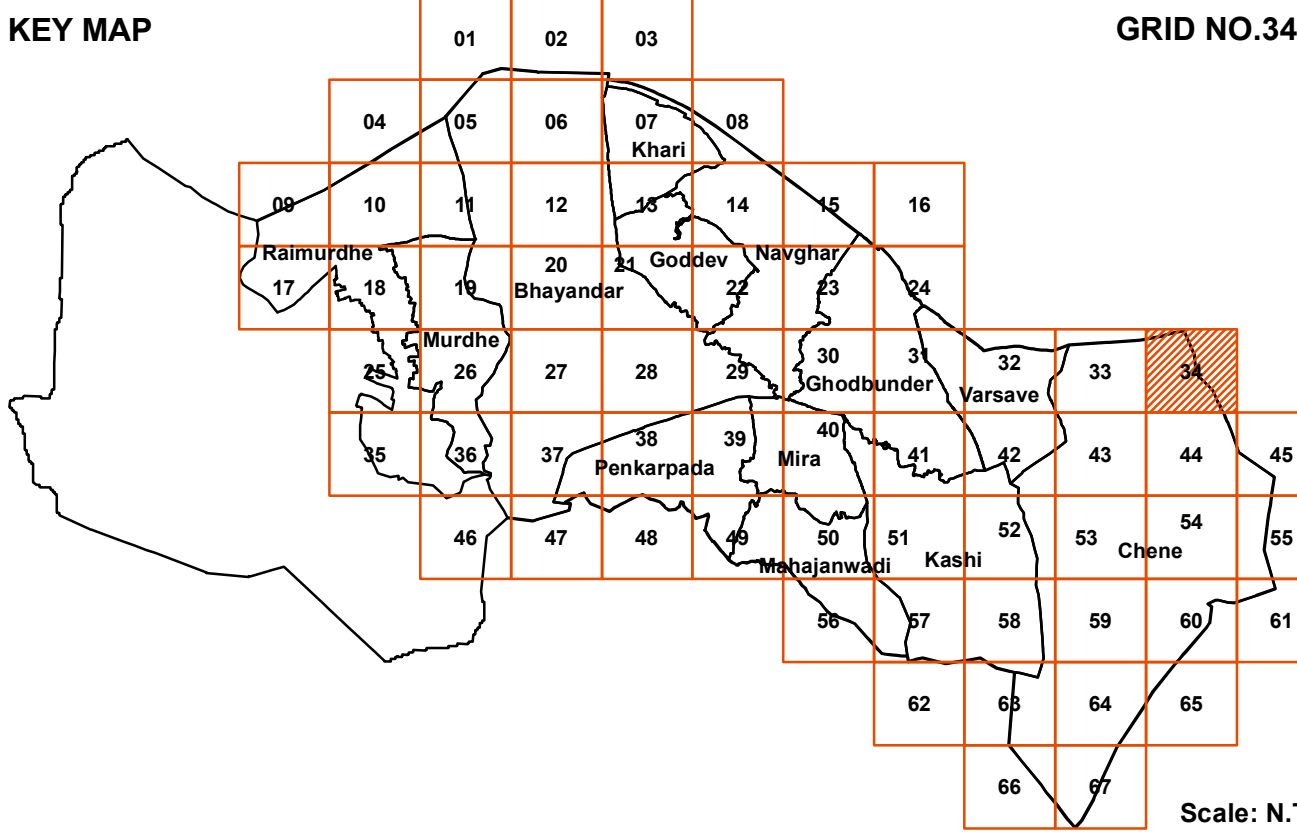 KEY MAP
GRID NO.34
01 02 03
04 05 06 07 08
Khari
09 10 11 12 13 14 15 16
Raimurdhe Goddev Navghar
17 18 19 20 21 22 23 24
Bhayandar
Murdhe
25 26 27 28 29 30 31 32 33 34
Ghodbunder Varsave
35 36 37 38 39 40 41 42 43 44 45
Penkarpada Mira
46 47 48 49 50 51 52 53 54 55
Mahajanwadi Kashi Chene
56 57 58 59 60 61
62 63 64 65
66 67
Scale: N.